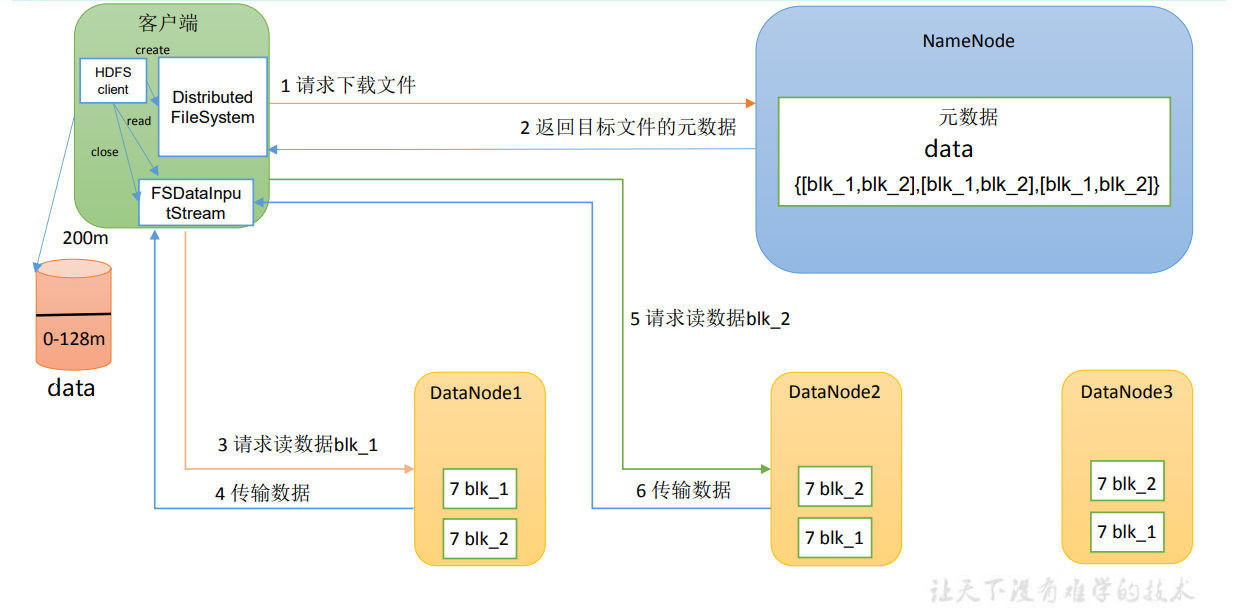 客户端
create
HDFS
client
Distributed
FileSystem
read
close
FSDataInpu
tStream
1 请求下载文件
2 返回目标文件的元数据
NameNode
元数据
data
{[blk_1,blk_2],[blk_1,blk_2],[blk_1,blk_2]}
200m
0-128m
data
5 请求读数据blk_2
3 请求读数据blk_1
4 传输数据
6 传输数据
DataNode1
7 blk_1
7 blk_2
DataNode2
7 blk_2
7 blk_1
DataNode3
7 blk_2
7 blk_1
让天下没有难学的技术